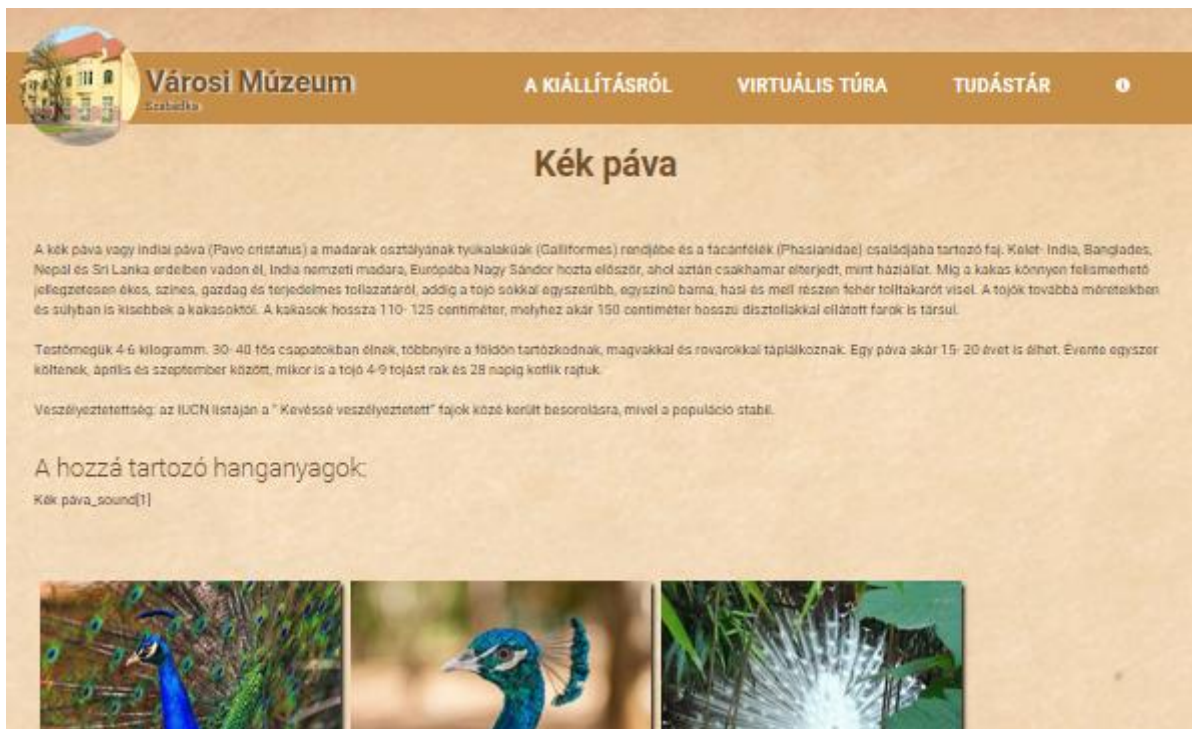 Városi Múzeum
Szabadka
A KIÁLLÍTÁSRÓL VIRTUÁLIS TÚRA TUDÁSTÁR
Kék páva
A kék páva vagy indiai páva (Pavo cristatus) a madarak osztályának tyúkalakúak (Galliformes) rendjébe és a fácánfélék (Phasianidae) családjába tartozó faj. Kelet- India, Banglades,
Nepál és Sri Lanka erdeiben vadon él, India nemzeti madara, Európába Nagy Sándor hozta először, ahol aztán csakhamar elterjedt, mint háziállat. Míg a kakas könnyen felismerhető
jellegzetesen ékes, színes, gazdag és terjedelmes tollazatáról, addig a tojó sokkal egyszerűbb, egyszínű barna, hasi és mell részen fehér tolltakarót visel. A tojók továbbá méreteikben
és súlyban is kisebbek a kakasoktól. A kakasok hossza 110- 125 centiméter, melyhez akár 150 centiméter hosszú dísztollakkal ellátott farok is társul.
Testömegük 4-6 kilogramm. 30- 40 fős csapatokban élnek, többnyire a földön tartózkodnak, magvakkal és rovarokkal táplálkoznak. Egy páva akár 15- 20 évet is élhet. Évente egyszer
költenek, április és szeptember között, mikor is a tojó 4-9 tojást rak és 28 napig kotlik rajtuk.
Veszélyeztetettség: az IUCN listáján a " Kevéssé veszélyeztetett" fajok közé került besorolásra, mivel a populáció stabil.
A hozzá tartozó hanganyagok:
Kék páva_sound[1]